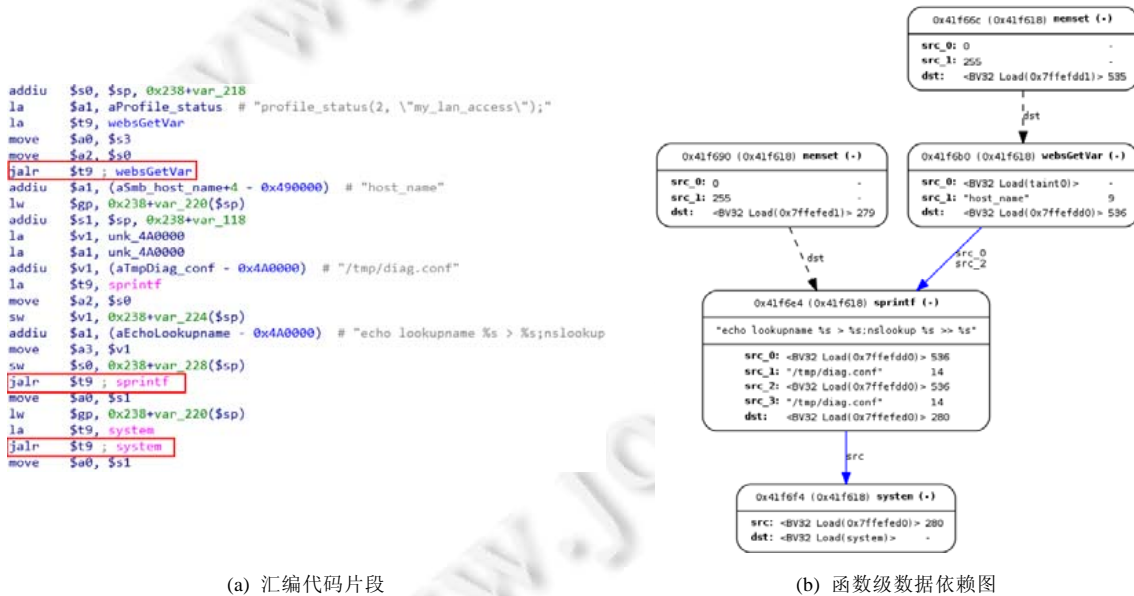 addiu $s0, $sp, 0x238+var_218
la $a1, aProfile_status # "profile_status(2, \"my_lan_access\");"
la $t9, websGetVar
move $a0, $s3
move $a2, $s0
jalr $t9 ; websGetVar
addiu $a1, (aSmb_host_name+4 - 0x490000) # "host_name"
lw $gp, 0x238+var_220($sp)
addiu $s1, $sp, 0x238+var_118
la $v1, unk_4A0000
la $a1, unk_4A0000
addiu $v1, (aTmpDiag_conf - 0x4A0000) # "/tmp/diag.conf"
la $t9, sprintf
move $a2, $s0
sw $v1, 0x238+var_224($sp)
addiu $a1, (aEchoLookupname - 0x4A0000) # "echo lookupname %s > %s;nslookup
move $a3, $v1
sw $s0, 0x238+var_228($sp)
jalr $t9 ; sprintf
move $a0, $s1
lw $gp, 0x238+var_220($sp)
la $t9, system
jalr $t9 ; system
move $a0, $s1
(a) 汇编代码片段
0x41f66c (0x41f618) memset (-)
src_0: 0 -
src_1: 255 -
dst: <BV32 Load(0x7ffefdd1)> 535
dst
0x41f690 (0x41f618) memset (-)
src_0: 0 -
src_1: 255 -
dst: <BV32 Load(0x7ffefed1)> 279
0x41f6b0 (0x41f618) websGetVar (-)
src_0: <BV32 Load(taint0)> -
src_1: "host_name" 9
dst: <BV32 Load(0x7ffefdd0)> 536
dst
src_0
src_2
0x41f6e4 (0x41f618) sprintf (-)
"echo lookupname %s > %s;nslookup %s >> %s"
src_0: <BV32 Load(0x7ffefdd0)> 536
src_1: "/tmp/diag.conf" 14
src_2: <BV32 Load(0x7ffefdd0)> 536
src_3: "/tmp/diag.conf" 14
dst: <BV32 Load(0x7ffefed0)> 280
src
0x41f6f4 (0x41f618) system (-)
src: <BV32 Load(0x7ffefed0)> 280
dst: <BV32 Load(system)> -
(b) 函数级数据依赖图